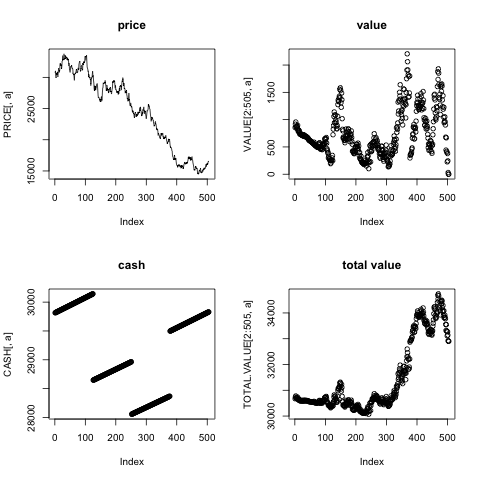 price
PRICE[, a]
15000
25000
0
100
200
300
400
500
Index
value
VALUE[2:505, a]
0
500
1500
0
100
200
300
400
500
Index
cash
CASH[, a]
28000
29000
30000
0
100
200
300
400
500
Index
total value
TOTAL.VALUE[2:505, a]
30000
32000
34000
0
100
200
300
400
500
Index